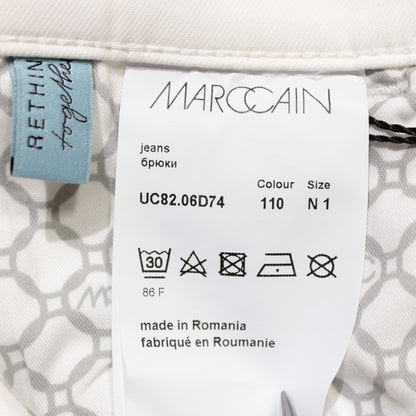 RETHIN
together
MARCCAIN
jeans
брюки
Colour Size
UC82.06D74 110 N 1
30
86 F
made in Romania
fabriqué en Roumanie